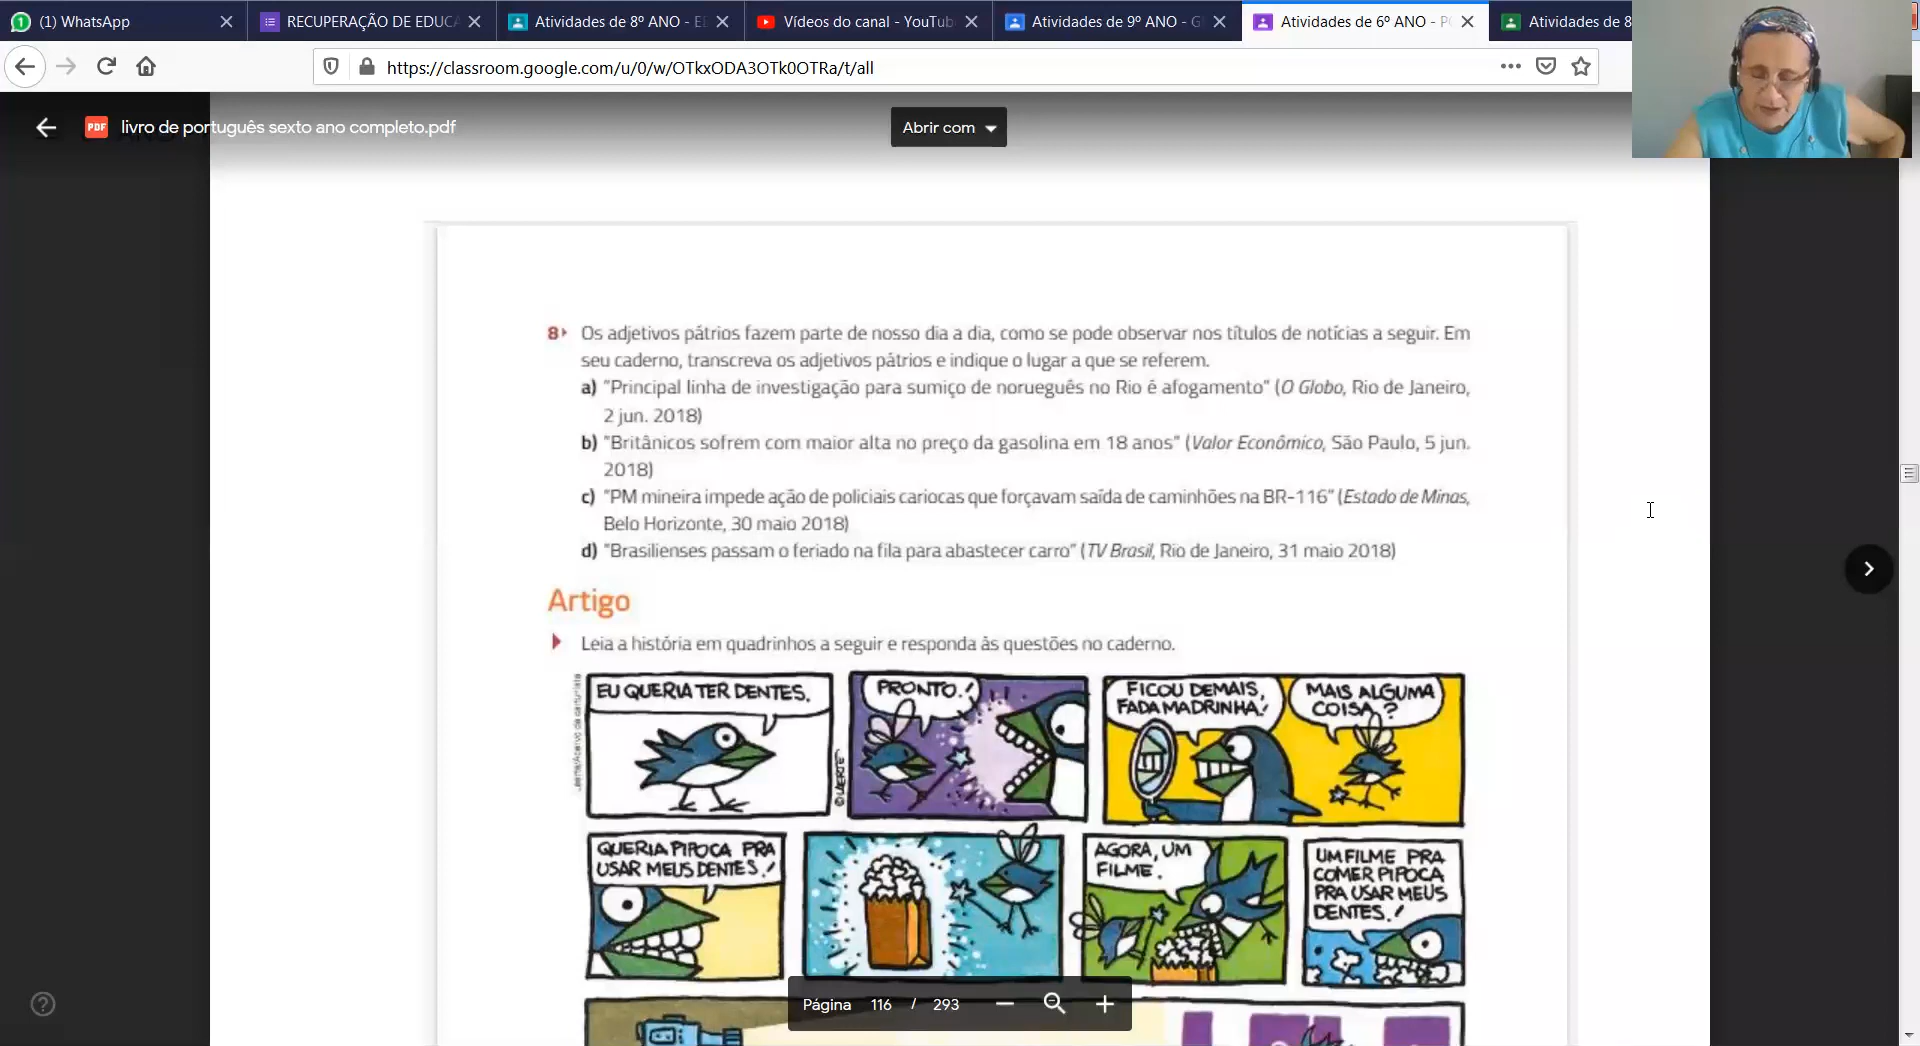 (1) WhatsApp
RECUPERAÇÃO DE EDUCA
Atividades de 8º ANO - E
Vídeos do canal - YouTub
Atividades de 9º ANO - G
Atividades de 6º ANO - P
Atividades de 8
https://classroom.google.com/u/0/w/OTkxODA3OTk0OTRa/t/all
PDF
livro de português sexto ano completo.pdf
Abrir com
8 Os adjetivos pátrios fazem parte de nosso dia a dia, como se pode observar nos títulos de notícias a seguir. Em
seu caderno, transcreva os adjetivos pátrios e indique o lugar a que se referem.
a) "Principal linha de investigação para sumiço de norueguês no Rio é afogamento" (O Globo, Rio de Janeiro,
2 jun. 2018)
b) "Britânicos sofrem com maior alta no preço da gasolina em 18 anos" (Valor Econômico, São Paulo, 5 jun.
2018)
c) "PM mineira impede ação de policiais cariocas que forçavam saída de caminhões na BR-116" (Estado de Minas,
Belo Horizonte, 30 maio 2018)
d) "Brasilienses passam o feriado na fila para abastecer carro" (TV Brasil, Rio de Janeiro, 31 maio 2018)
Artigo
Leia a história em quadrinhos a seguir e responda às questões no caderno.
Laerte/Acervo da cartunista
EU QUERIA TER DENTES.
© LAERTE
PRONTO!
FICOU DEMAIS,
FADA MADRINHA!
MAIS ALGUMA
COISA?
QUERIA PIPOCA PRA
USAR MEUS DENTES!
AGORA, UM
FILME.
UM FILME PRA
COMER PIPOCA
PRA USAR MEUS
DENTES!
Página 116 / 293